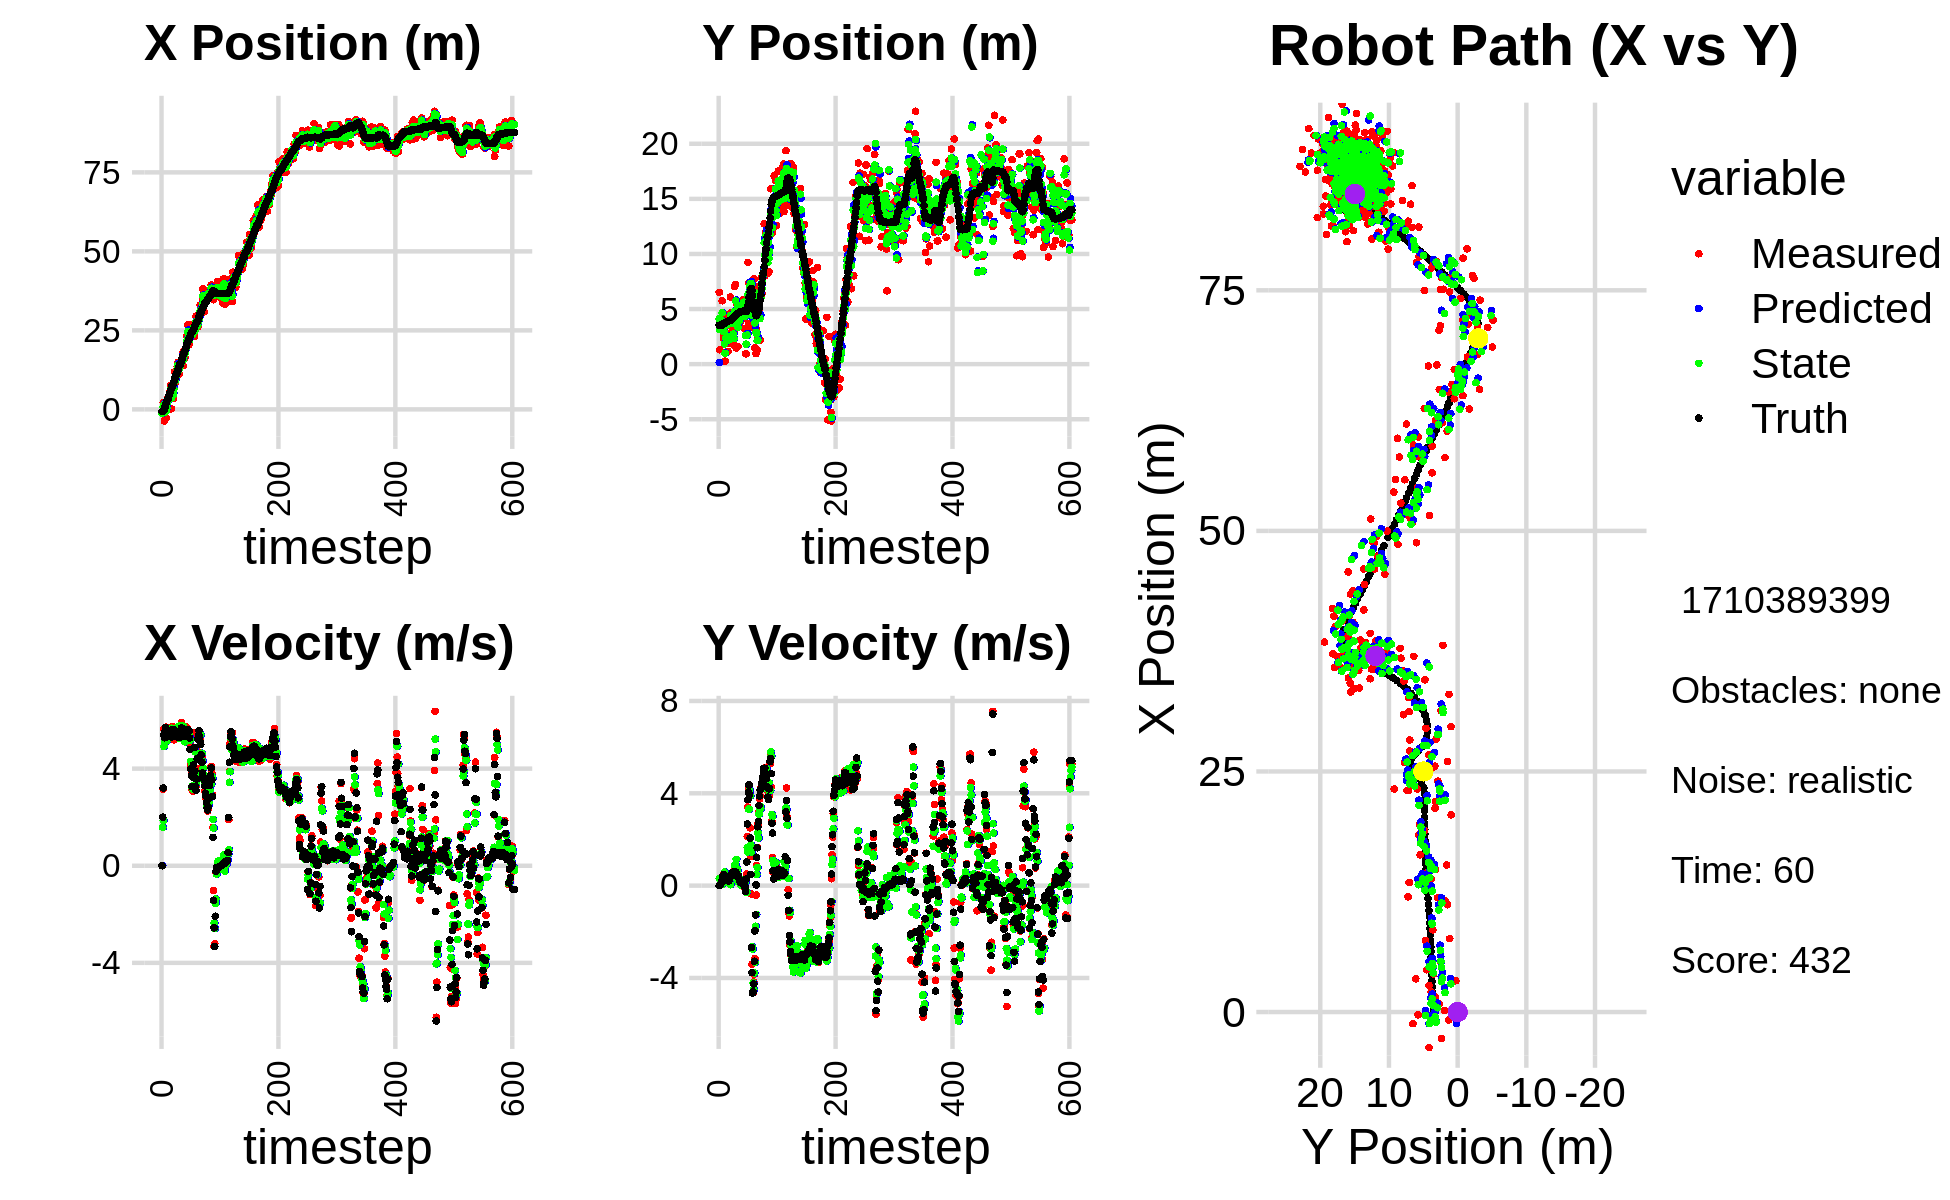 X Position (m)
75
50
25
0
0
200
400
600
timestep
Y Position (m)
20
15
10
5
0
-5
0
200
400
600
timestep
X Velocity (m/s)
4
0
-4
0
200
400
600
timestep
Y Velocity (m/s)
8
4
0
-4
0
200
400
600
timestep
Robot Path (X vs Y)
X Position (m)
75
50
25
0
20 10 0 -10 -20
Y Position (m)
variable
Measured
Predicted
State
Truth
1710389399
Obstacles: none
Noise: realistic
Time: 60
Score: 432